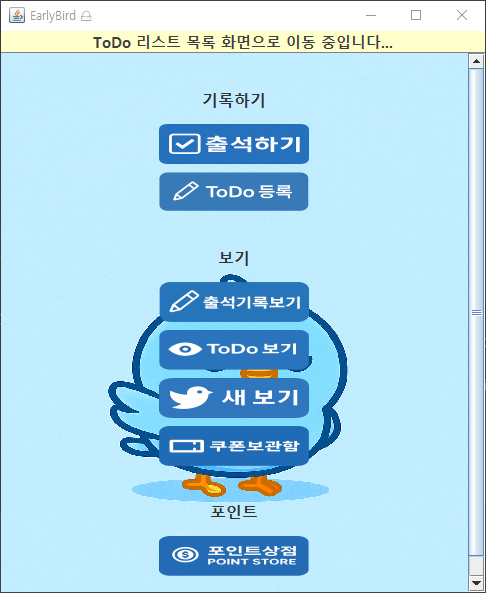 EarlyBird
ToDo 리스트 목록 화면으로 이동 중입니다...
기록하기
출석하기
ToDo 등록
보기
출석기록보기
ToDo 보기
새 보기
쿠폰보관함
포인트
포인트상점
POINT STORE